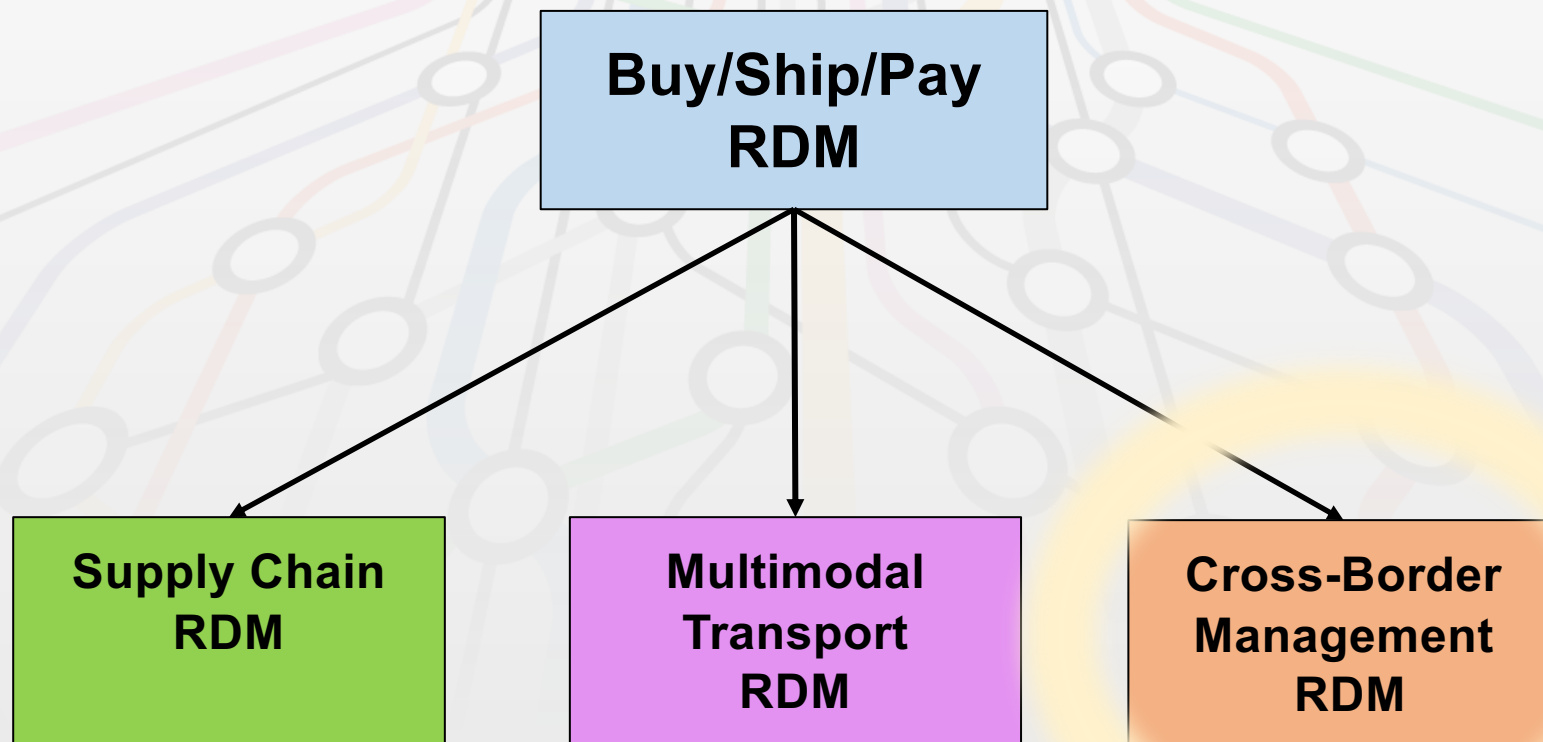 Buy/Ship/Pay
RDM
Supply Chain
RDM
Multimodal
Transport
RDM
Cross-Border
Management
RDM